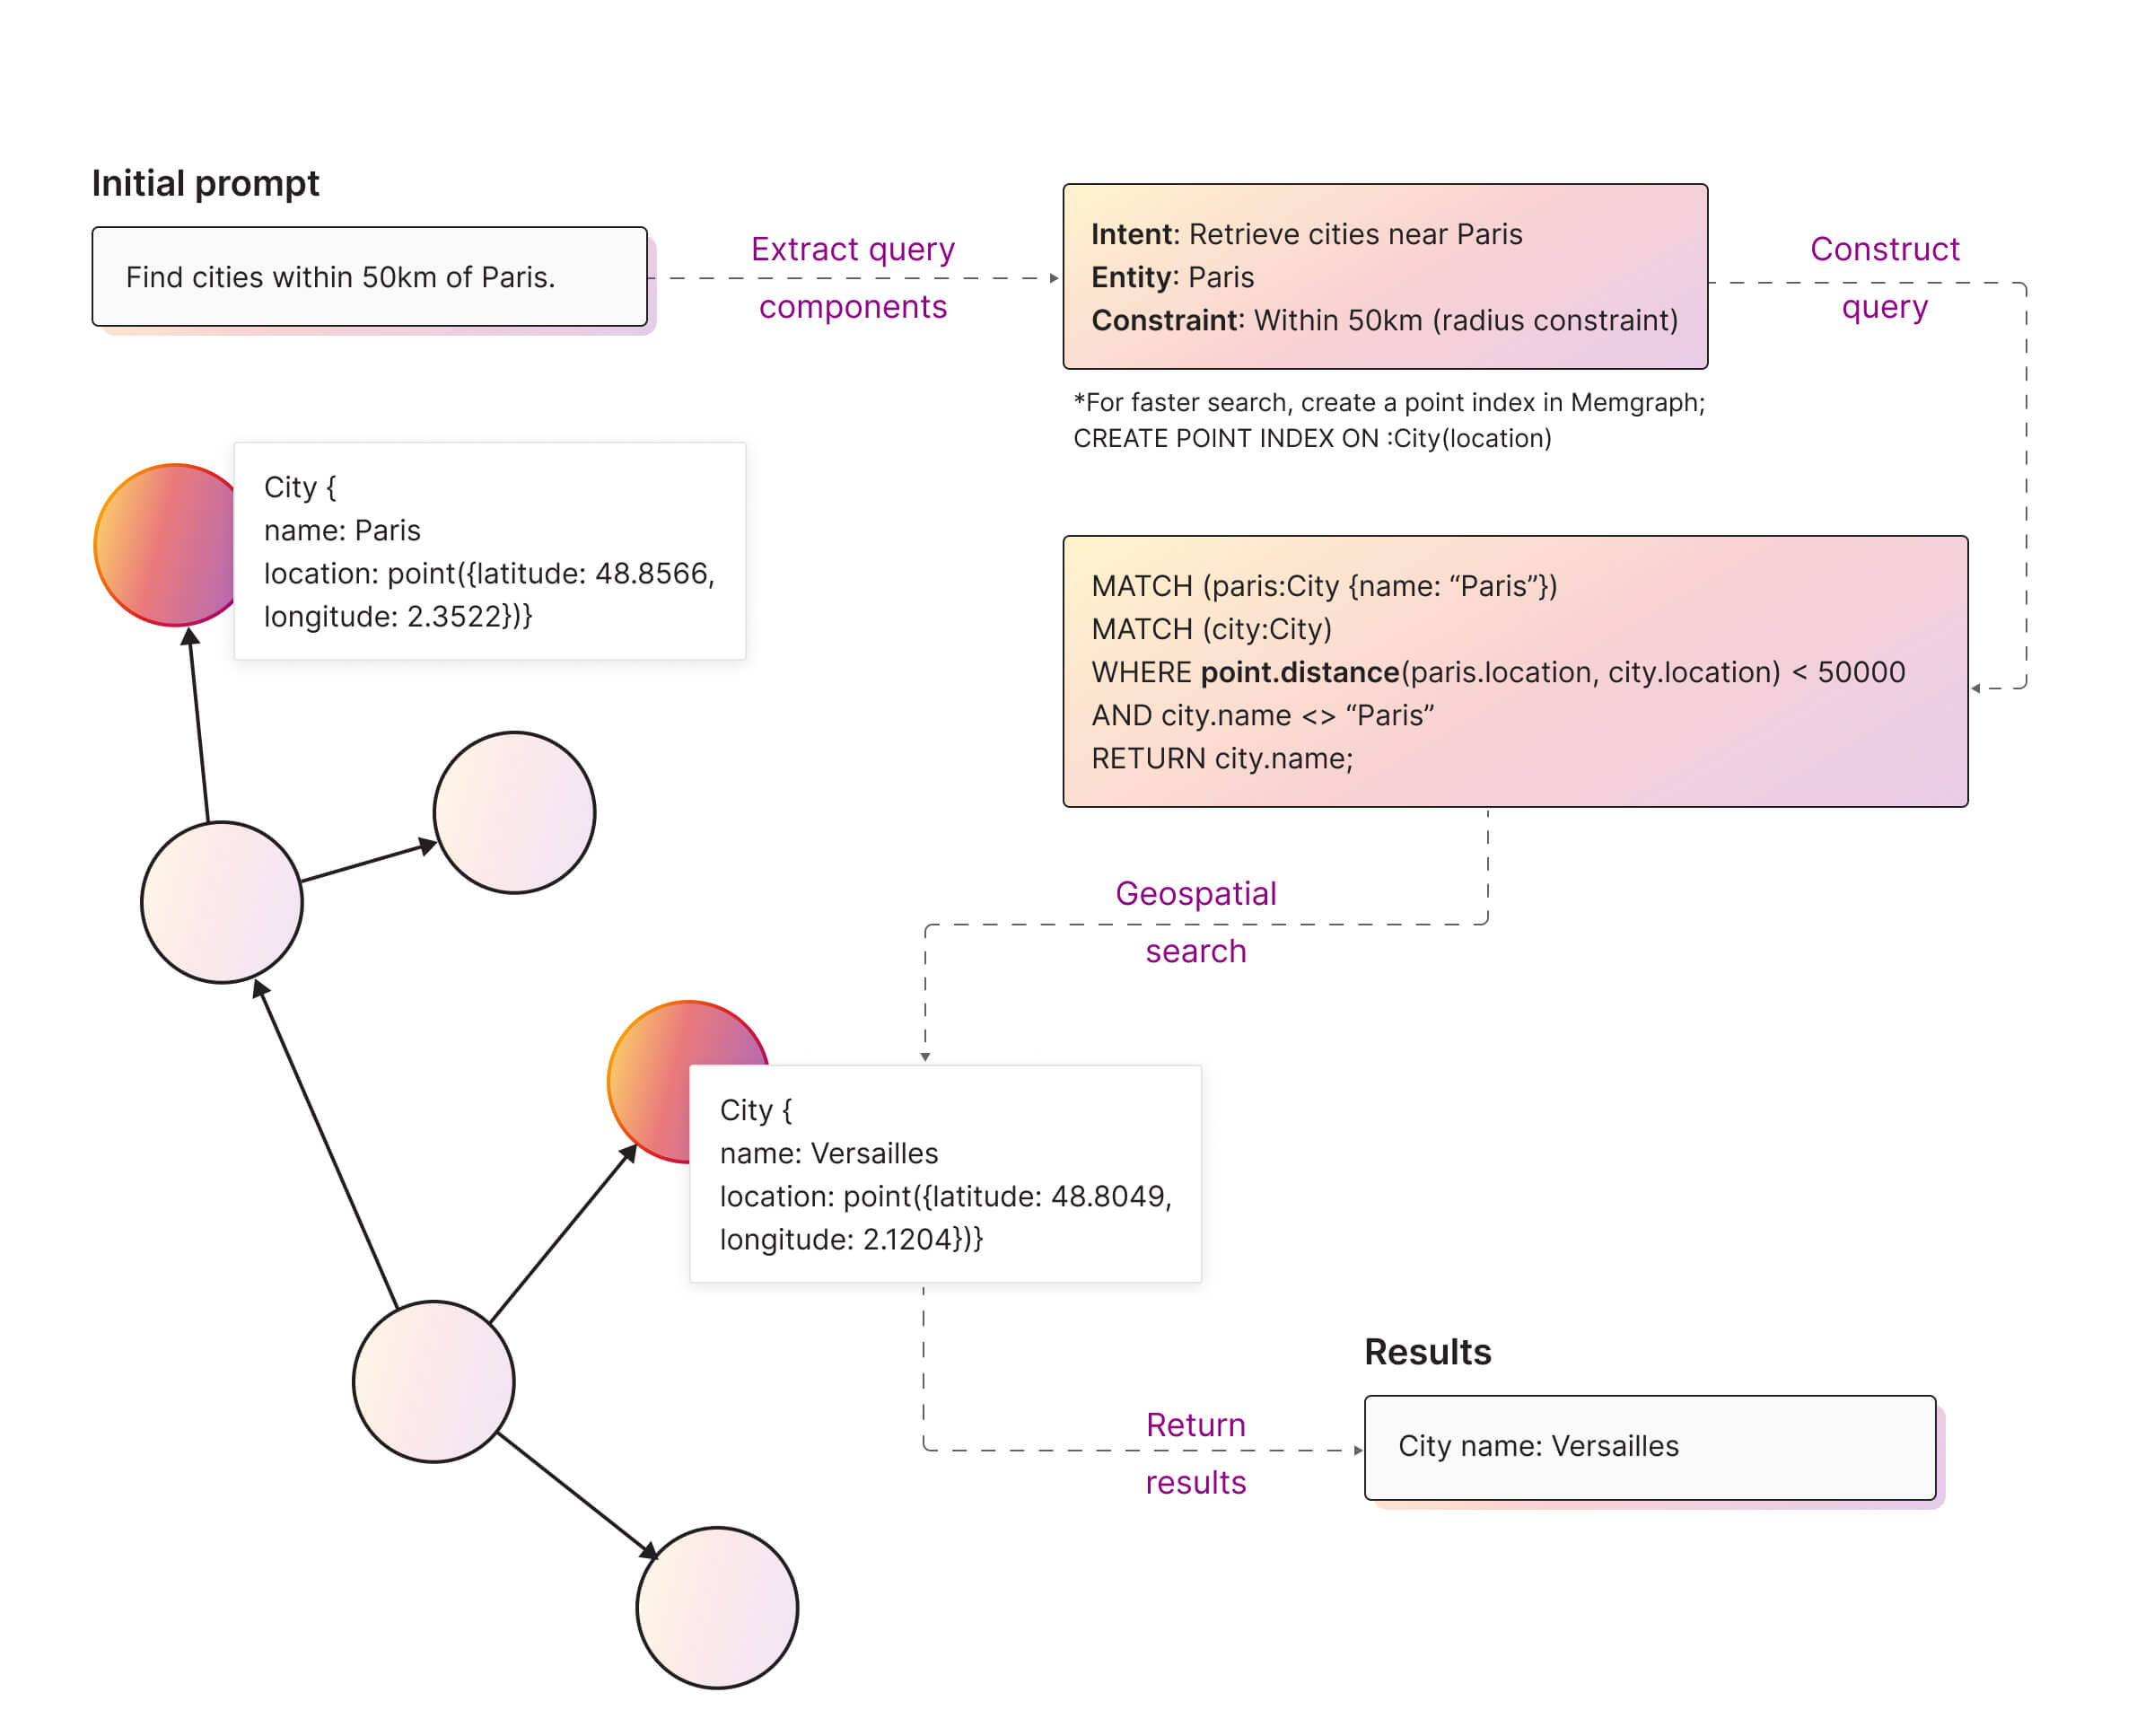 Initial prompt
Find cities within 50km of Paris.
Extract query
components
Intent: Retrieve cities near Paris
Entity: Paris
Constraint: Within 50km (radius constraint)
Construct
query
*For faster search, create a point index in Memgraph;
CREATE POINT INDEX ON :City(location)
City {
name: Paris
location: point({latitude: 48.8566,
longitude: 2.3522})}
MATCH (paris:City {name: “Paris”})
MATCH (city:City)
WHERE point.distance(paris.location, city.location) < 50000
AND city.name <> “Paris”
RETURN city.name;
Geospatial
search
City {
name: Versailles
location: point({latitude: 48.8049,
longitude: 2.1204})}
Return
results
Results
City name: Versailles